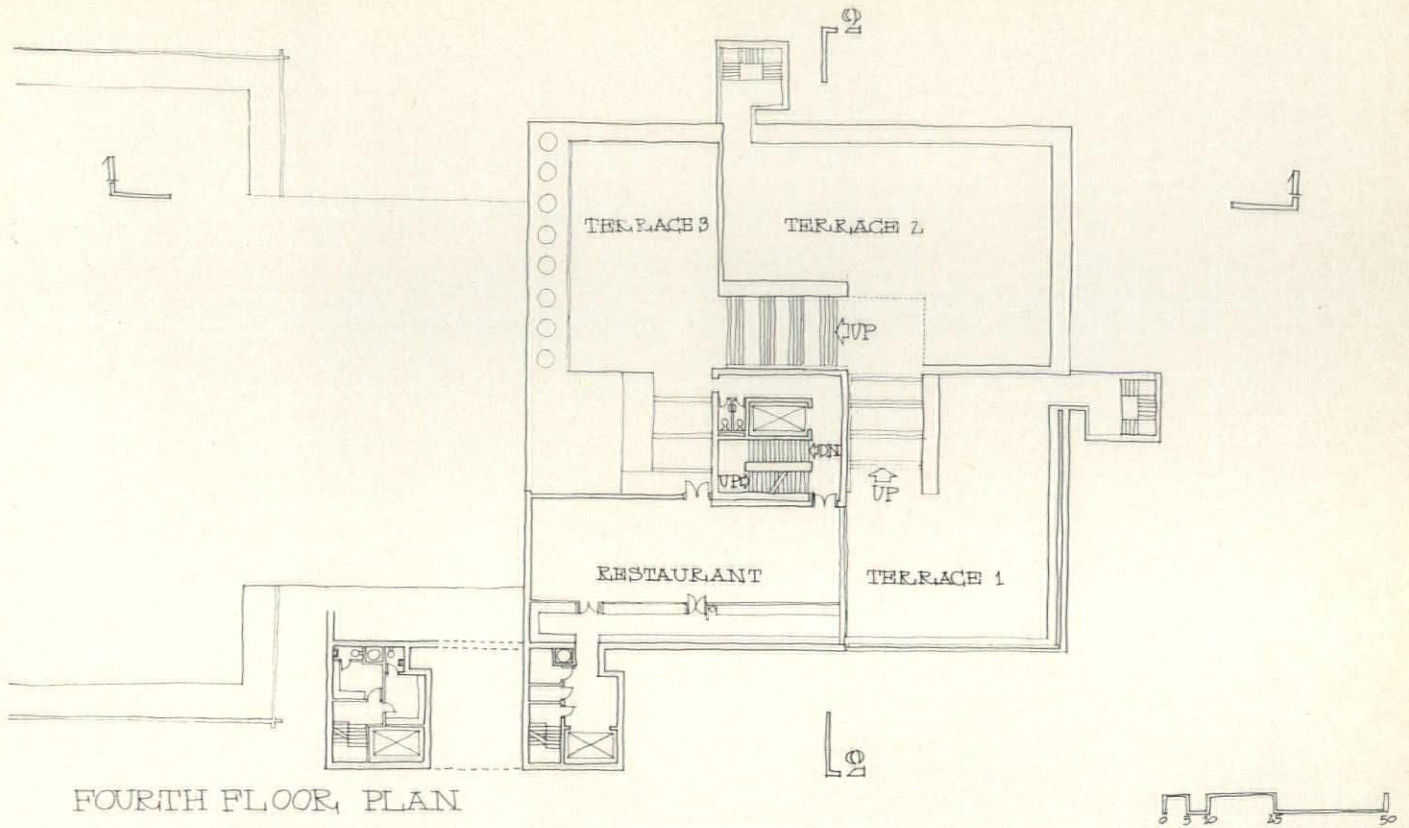 2
1
1
TERRACE 3
TERRACE 2
UP
DN
UP
UP
RESTAURANT
TERRACE 1
2
FOURTH FLOOR PLAN
0 5 10 25 50